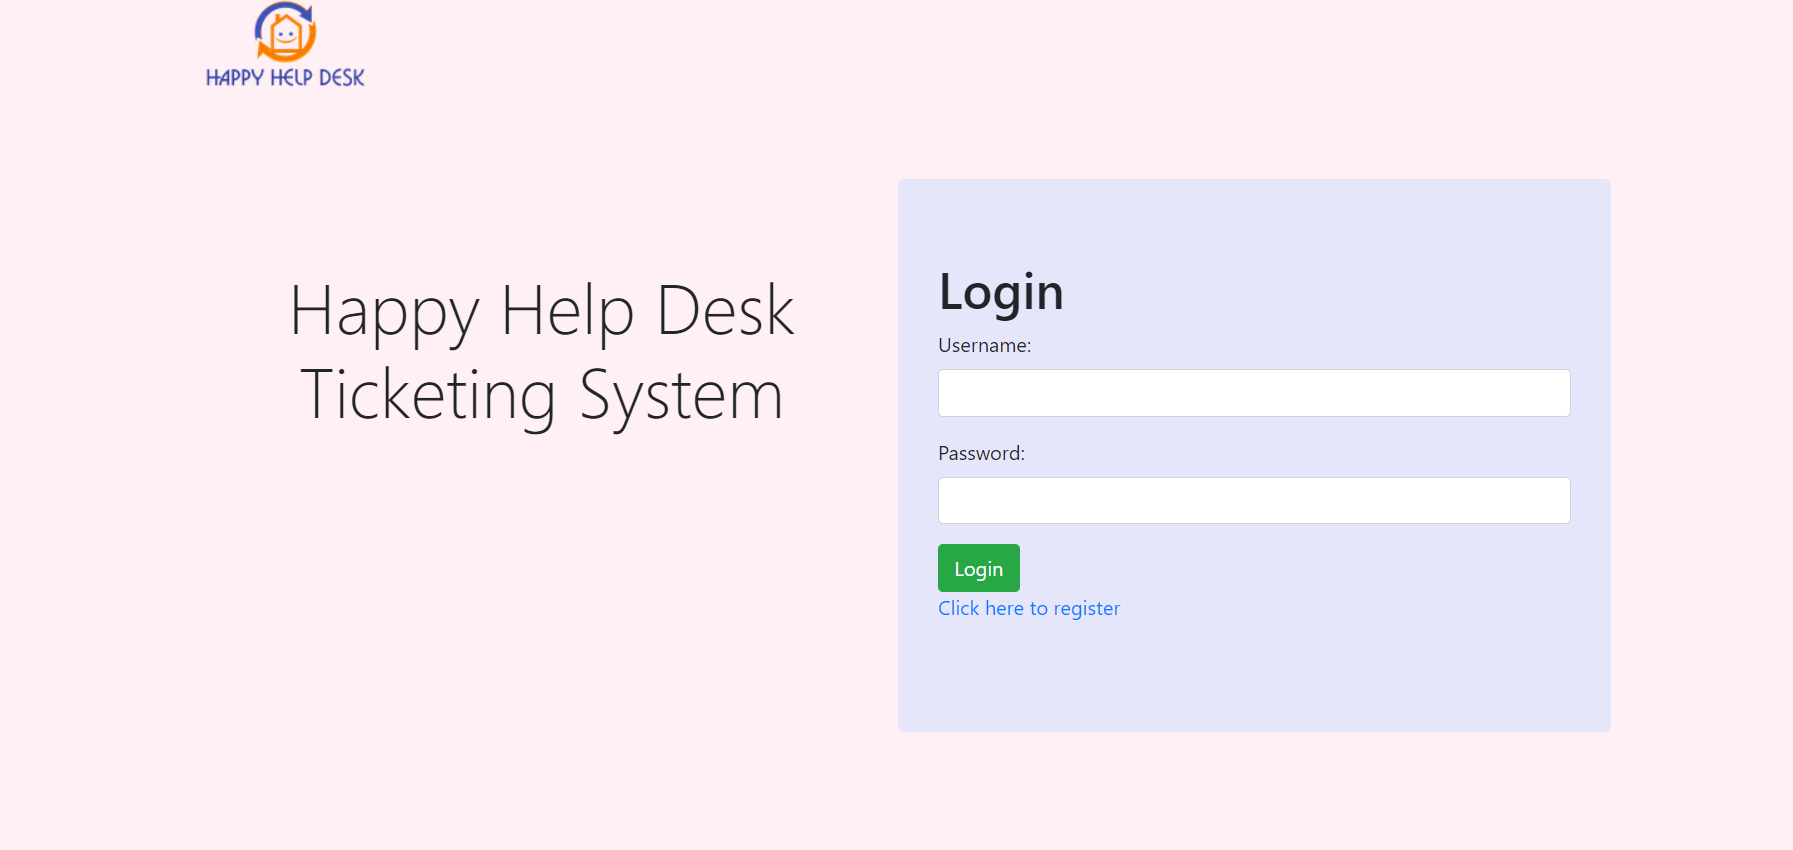 HAPPY HELP DESK
Happy Help Desk
Ticketing System
Login
Username:
Password:
Login
Click here to register